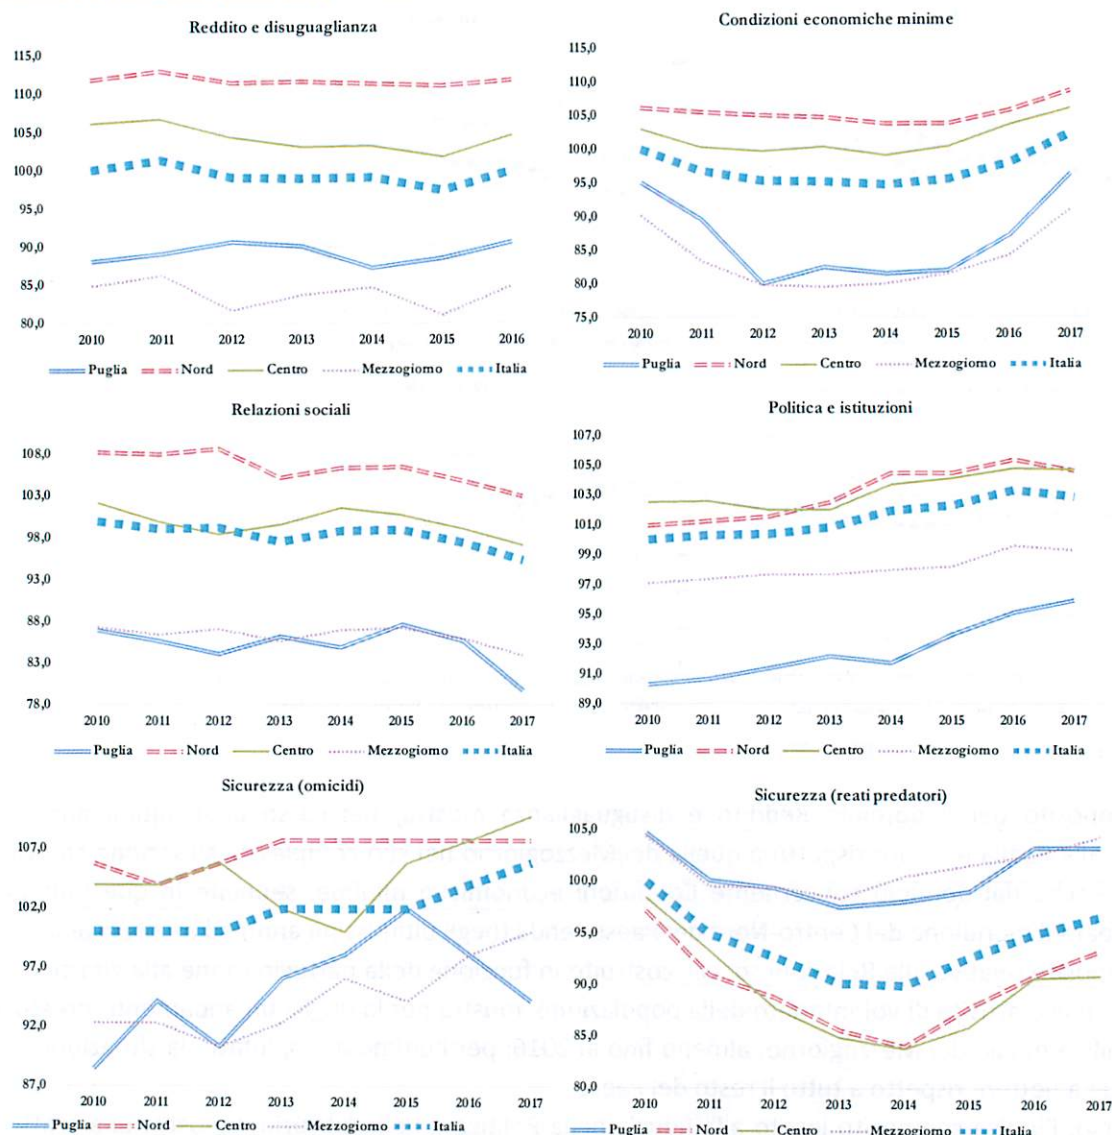 Reddito e disuguaglianza
115,0
110,0
105,0
100,0
95,0
90,0
85,0
80,0
2010 2011 2012 2013 2014 2015 2016
Puglia Nord Centro Mezzogiorno Italia
Condizioni economiche minime
115,0
110,0
105,0
100,0
95,0
90,0
85,0
80,0
75,0
2010 2011 2012 2013 2014 2015 2016 2017
Puglia Nord Centro Mezzogiorno Italia
Relazioni sociali
108,0
103,0
98,0
93,0
88,0
83,0
78,0
2010 2011 2012 2013 2014 2015 2016 2017
Puglia Nord Centro Mezzogiorno Italia
Politica e istituzioni
107,0
105,0
103,0
101,0
99,0
97,0
95,0
93,0
91,0
89,0
2010 2011 2012 2013 2014 2015 2016 2017
Puglia Nord Centro Mezzogiorno Italia
Sicurezza (omicidi)
107,0
102,0
97,0
92,0
87,0
2010 2011 2012 2013 2014 2015 2016 2017
Puglia Nord Centro Mezzogiorno Italia
Sicurezza (reati predatori)
105,0
100,0
95,0
90,0
85,0
80,0
2010 2011 2012 2013 2014 2015 2016 2017
Puglia Nord Centro Mezzogiorno Italia